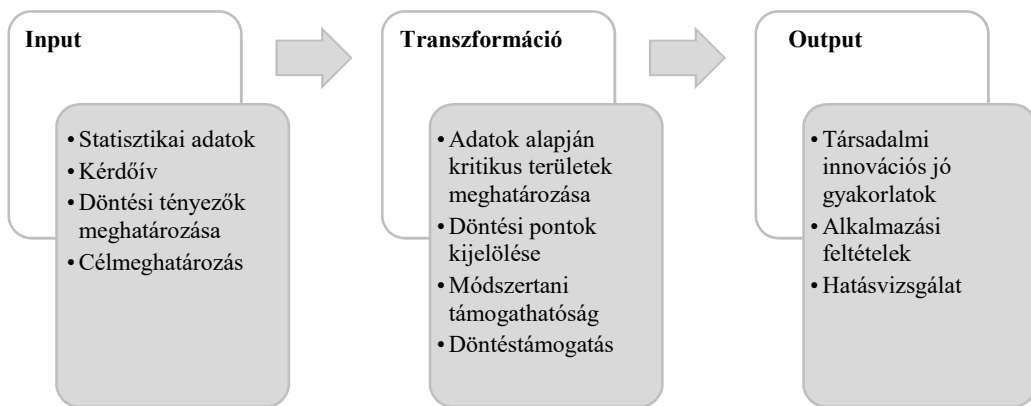 Input
• Statisztikai adatok
• Kérdőív
• Döntési tényezők
meghatározása
• Célmeghatározás
Transzformáció
• Adatok alapján
kritikus területek
meghatározása
• Döntési pontok
kijelölése
• Módszertani
támogathatóság
• Döntéstámogatás
Output
• Társadalmi
innovációs jó
gyakorlatok
• Alkalmazási
feltételek
• Hatásvizsgálat